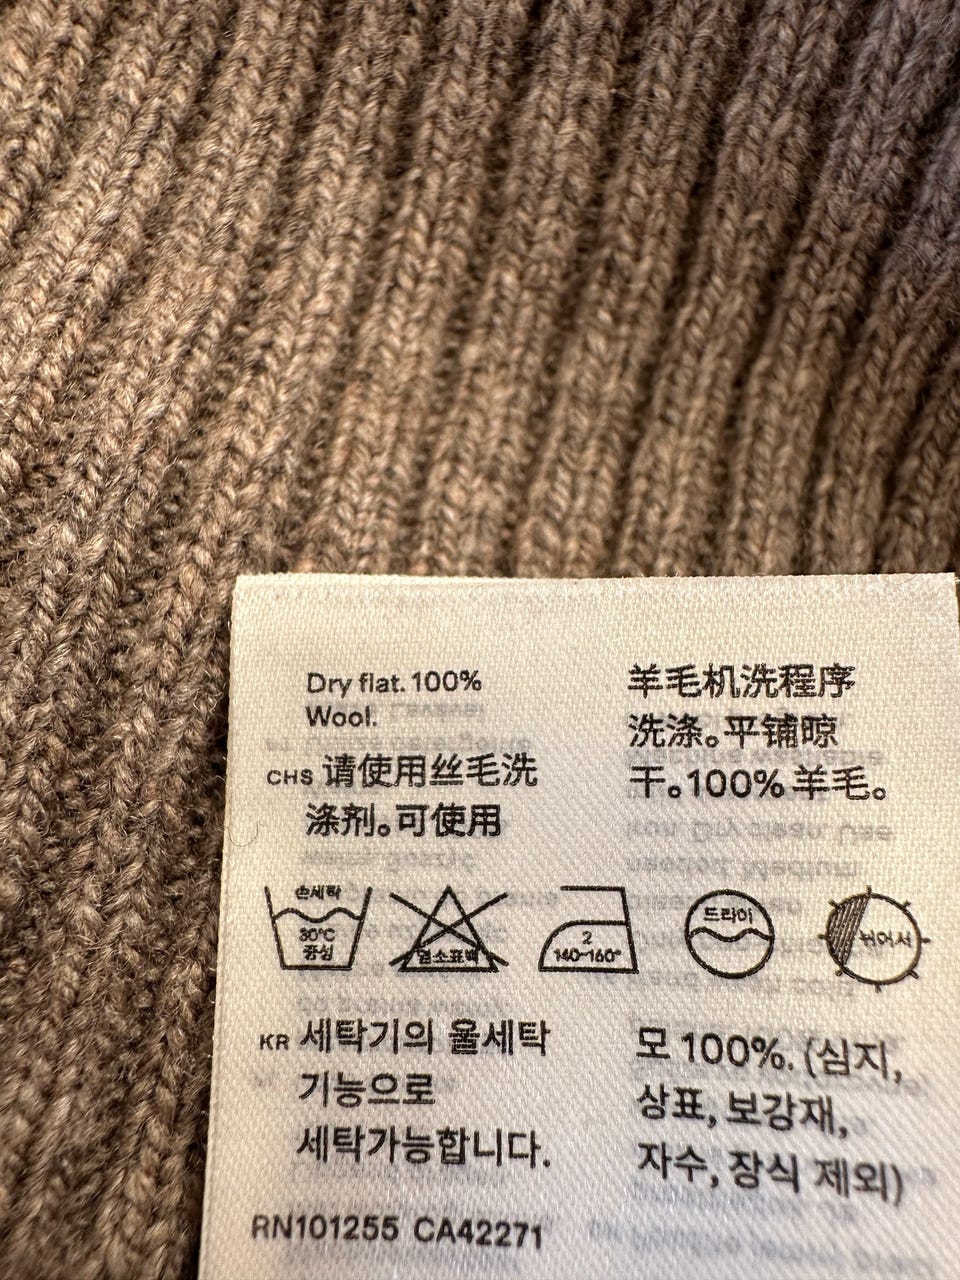 Dry flat. 100%
Wool.
CHS 请使用丝毛洗
涤剂。可使用
羊毛机洗程序
洗涤。平铺晾
干。100% 羊毛。
손세탁
30°C
중성
염소표백
2
140~160°
드라이
뉘어서
KR 세탁기의 울세탁
기능으로
세탁가능합니다.
모 100%. (심지,
상표, 보강재,
자수, 장식 제외)
RN101255 CA42271